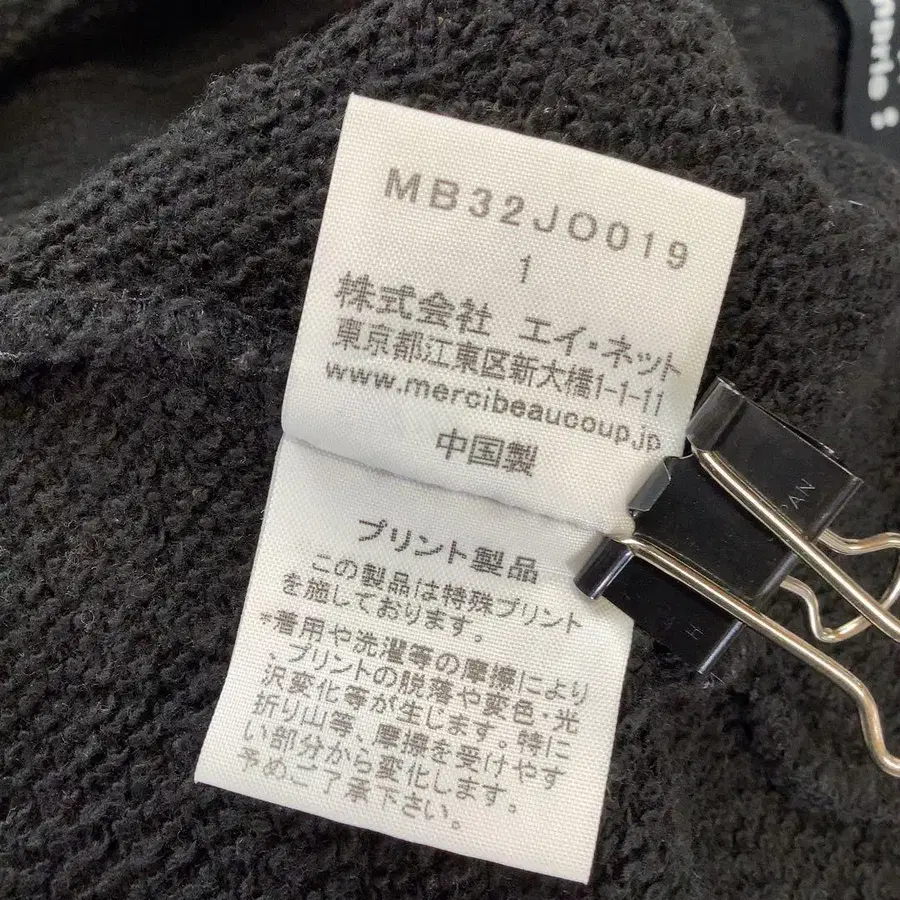 MB32JO019
1
株式会社 エイ・ネット
東京都江東区新大橋1-1-11
www.mercibeaucoup.jp
中国製
プリント製品
この製品は特殊プリント
を施しております。
*着用や洗濯等の摩擦により
、プリントの脱落や変色・光
沢変化等が生じます。特に
折り山等、摩擦を受けやす
い部分から変化します。
予めご了承下さい。